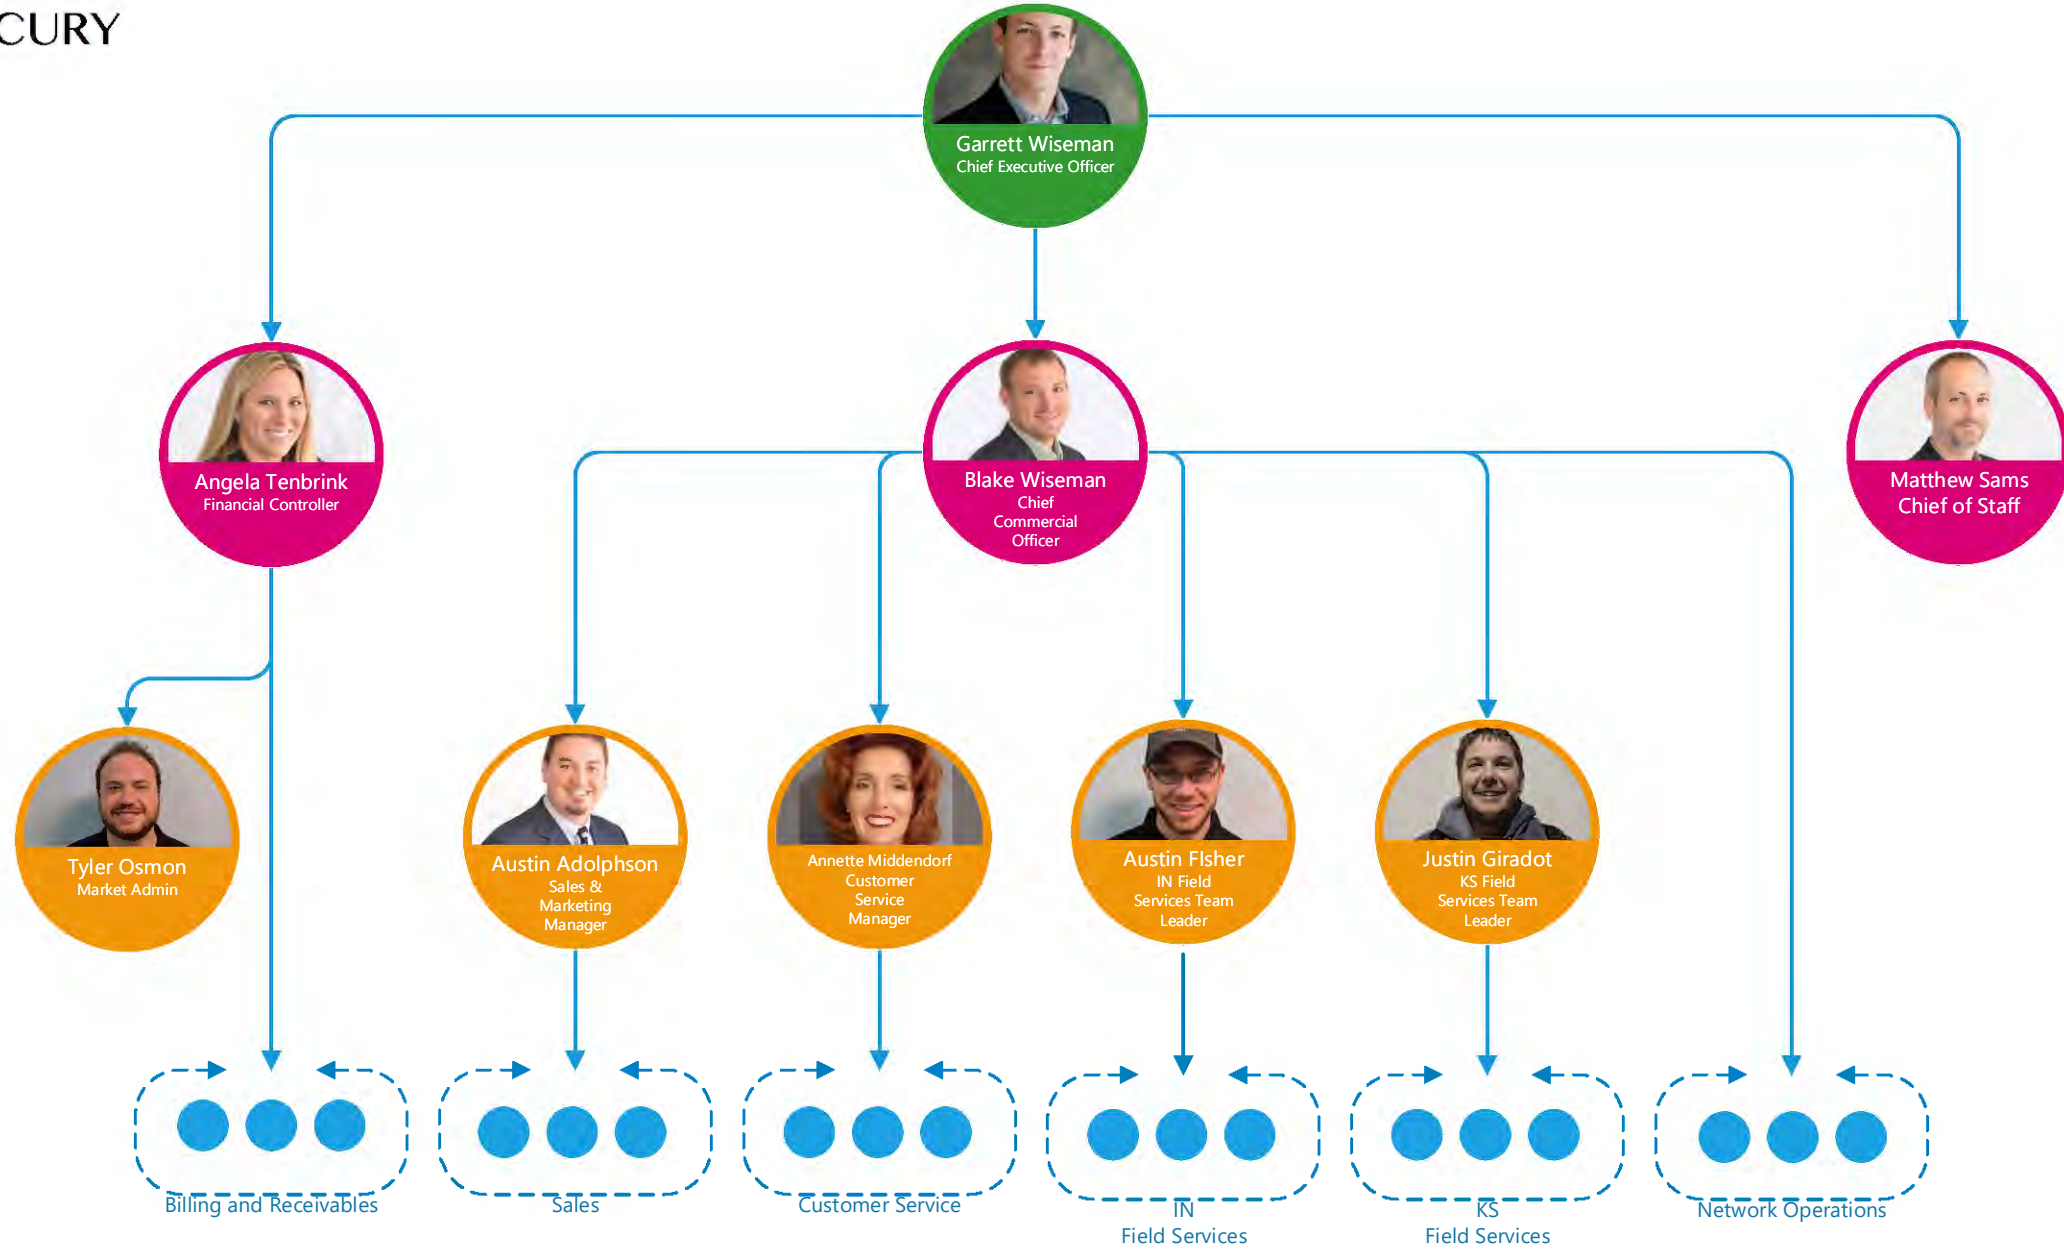 CURY
Garrett Wiseman
Chief Executive Officer
Angela Tenbrink
Financial Controller
Blake Wiseman
Chief
Commercial
Officer
Matthew Sams
Chief of Staff
Tyler Osmon
Market Admin
Austin Adolphson
Sales &
Marketing
Manager
Annette Middendorf
Customer
Service
Manager
Austin FIsher
IN Field
Services Team
Leader
Justin Giradot
KS Field
Services Team
Leader
Billing and Receivables
Sales
Customer Service
IN
Field Services
KS
Field Services
Network Operations